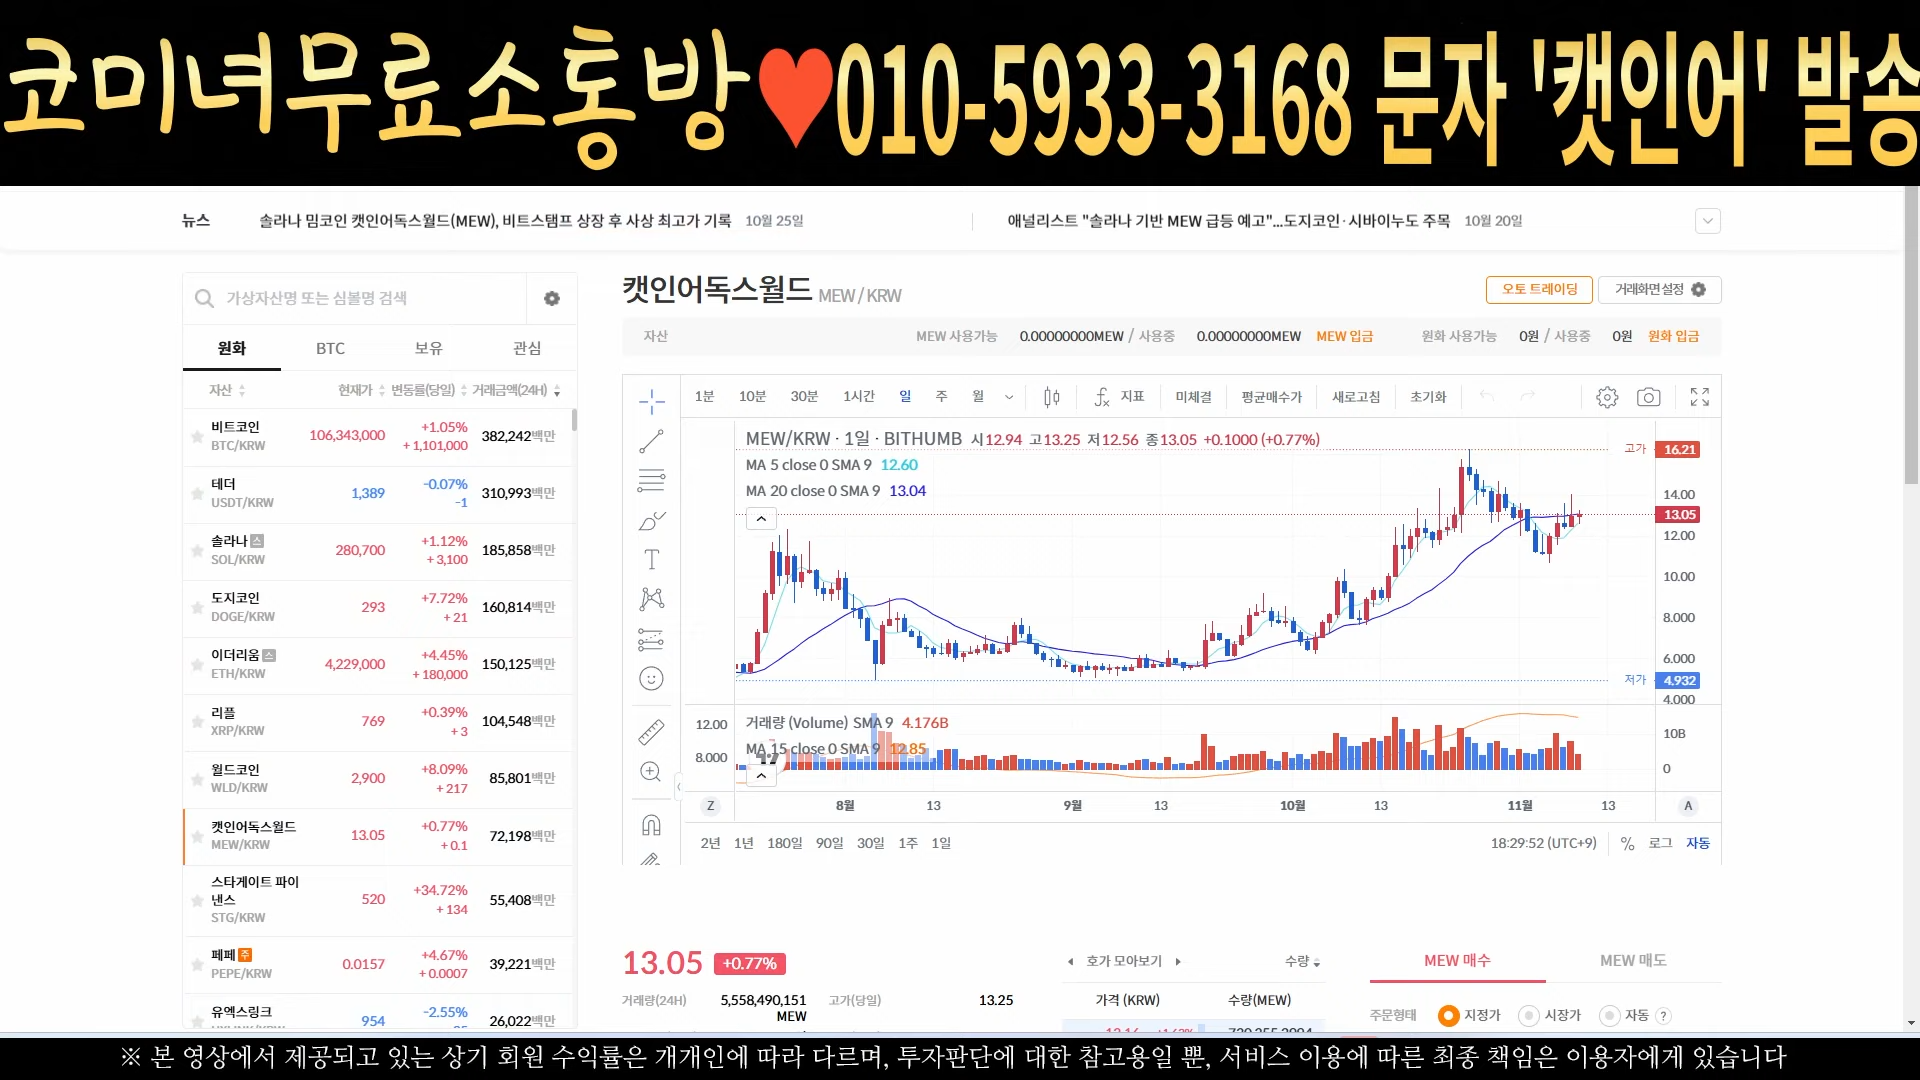 코미녀무료소통방♥010-5933-3168 문자 '캣인어' 발송
뉴스 솔라나 밈코인 캣인어독스월드(MEW), 비트스탬프 상장 후 사상 최고가 기록 10월 25일 애널리스트 "솔라나 기반 MEW 급등 예고"...도지코인·시바이누도 주목 10월 20일
가상자산명 또는 심볼명 검색
원화 BTC 보유 관심
자산 현재가 변동률(당일) 거래금액(24H)
비트코인 BTC/KRW 106,343,000 +1.05% +1,101,000 382,242백만
테더 USDT/KRW 1,389 -0.07% -1 310,993백만
솔라나 스 SOL/KRW 280,700 +1.12% +3,100 185,858백만
도지코인 DOGE/KRW 293 +7.72% +21 160,814백만
이더리움 스 ETH/KRW 4,229,000 +4.45% +180,000 150,125백만
리플 XRP/KRW 769 +0.39% +3 104,548백만
월드코인 WLD/KRW 2,900 +8.09% +217 85,801백만
캣인어독스월드 MEW/KRW 13.05 +0.77% +0.1 72,198백만
스타게이트 파이낸스 STG/KRW 520 +34.72% +134 55,408백만
페페 주 PEPE/KRW 0.0157 +4.67% +0.0007 39,221백만
유엑스링크 954 -2.55% 26,022백만
캣인어독스월드 MEW/KRW 오토 트레이딩 거래화면설정
자산 MEW 사용가능 0.00000000MEW / 사용중 0.00000000MEW MEW 입금 원화 사용가능 0원 / 사용중 0원 원화 입금
1분 10분 30분 1시간 일 주 월 지표 미체결 평균매수가 새로고침 초기화
MEW/KRW · 1일 · BITHUMB 시12.94 고13.25 저12.56 종13.05 +0.1000 (+0.77%)
MA 5 close 0 SMA 9 12.60
MA 20 close 0 SMA 9 13.04
고가 16.21
14.00
13.05
12.00
10.00
8.000
6.000
저가 4.932
4.000
12.00 거래량 (Volume) SMA 9 4.176B
10B
MA 15 close 0 SMA 9 12.85
8.000
0
Z 8월 13 9월 13 10월 13 11월 13 A
2년 1년 180일 90일 30일 1주 1일 18:29:52 (UTC+9) % 로그 자동
13.05 +0.77%
거래량(24H) 5,558,490,151 MEW 고가(당일) 13.25
호가 모아보기 수량
가격 (KRW) 수량(MEW)
MEW 매수 MEW 매도
주문형태 지정가 시장가 자동 ?
※ 본 영상에서 제공되고 있는 상기 회원 수익률은 개개인에 따라 다르며, 투자판단에 대한 참고용일 뿐, 서비스 이용에 따른 최종 책임은 이용자에게 있습니다